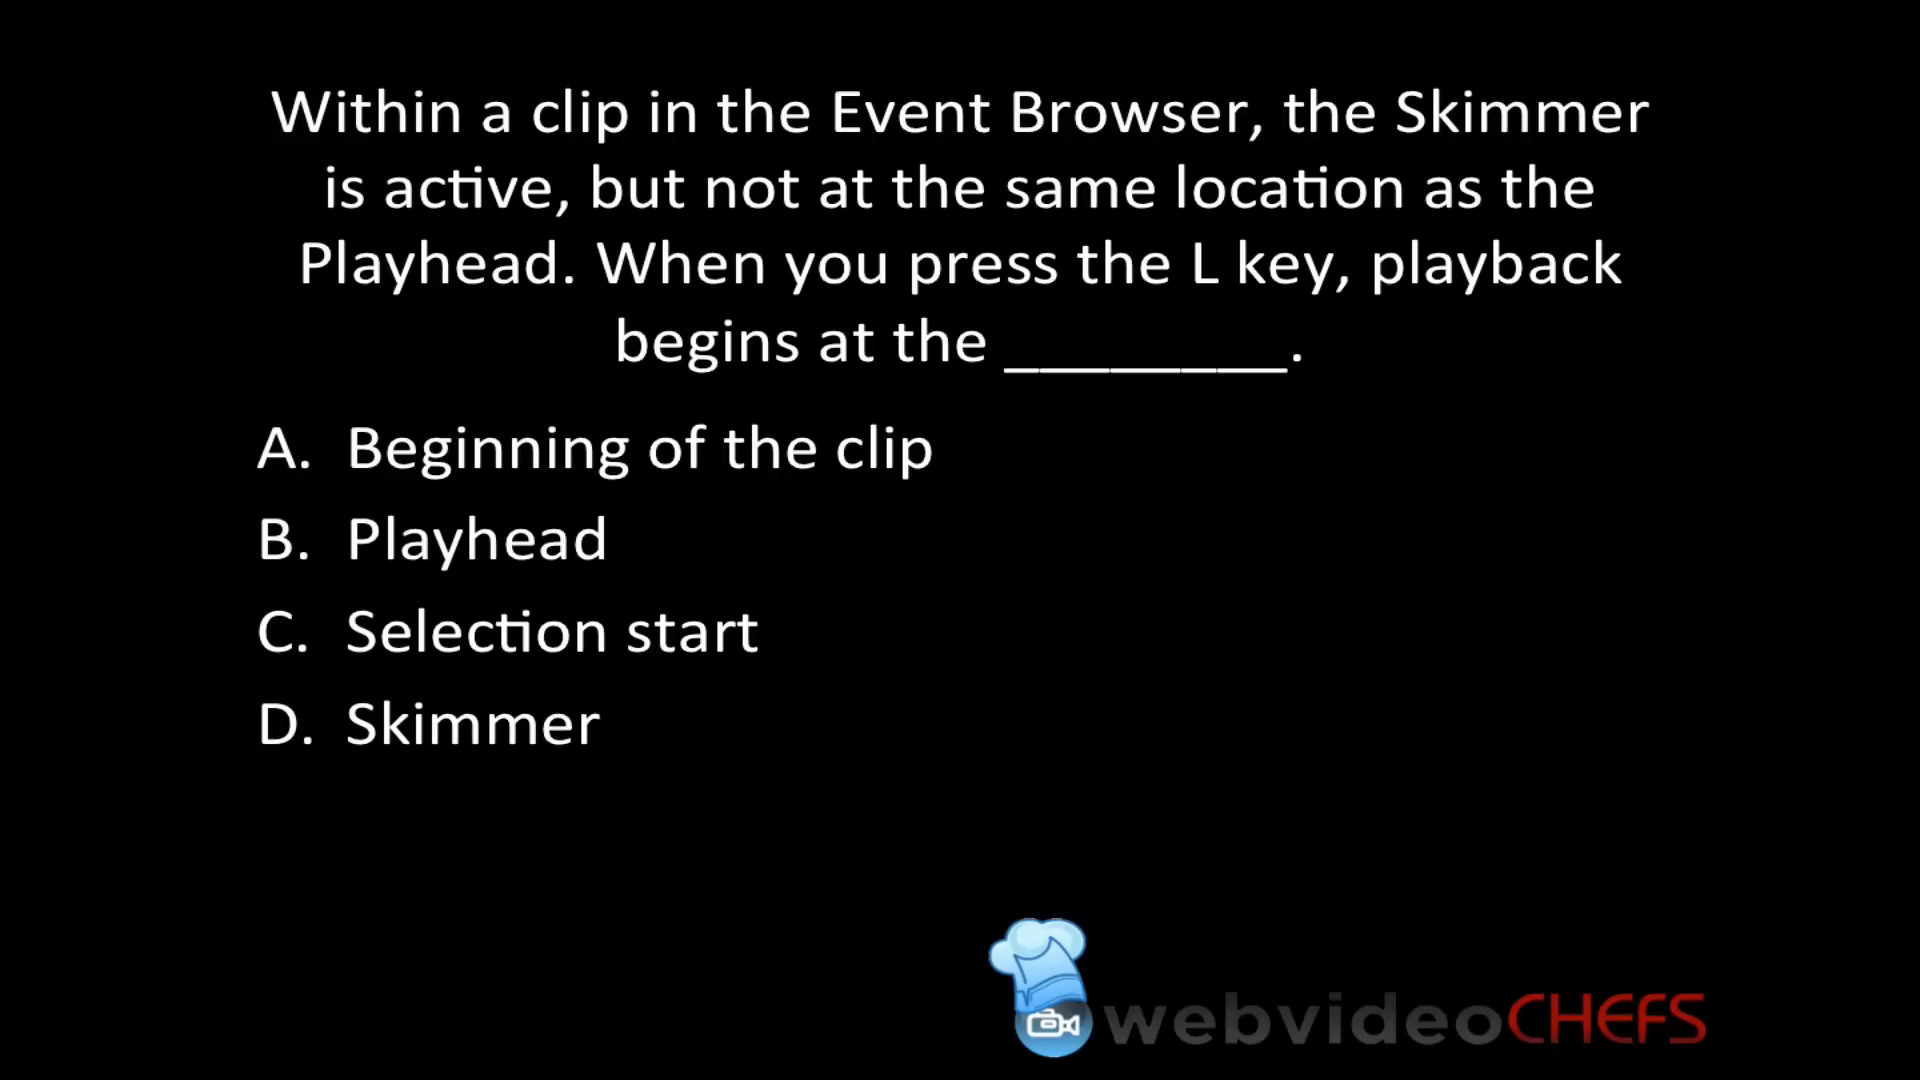 Within a clip in the Event Browser, the Skimmer
is active, but not at the same location as the
Playhead. When you press the L key, playback
begins at the ________.
A. Beginning of the clip
B. Playhead
C. Selection start
D. Skimmer
webvideoCHEFS